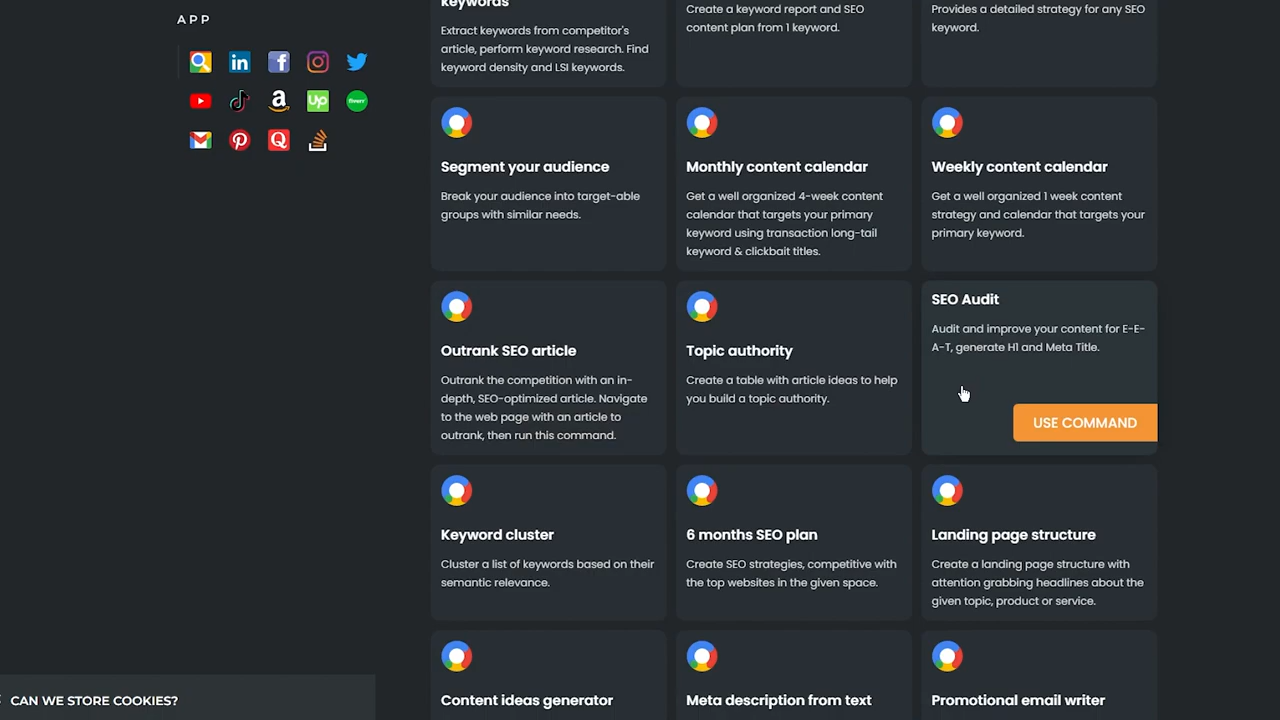 APP
keywords
Extract keywords from competitor's
article, perform keyword research. Find
keyword density and LSI keywords.
Create a keyword report and SEO
content plan from 1 keyword.
Provides a detailed strategy for any SEO
keyword.
Segment your audience
Break your audience into target-able
groups with similar needs.
Monthly content calendar
Get a well organized 4-week content
calendar that targets your primary
keyword using transaction long-tail
keyword & clickbait titles.
Weekly content calendar
Get a well organized 1 week content
strategy and calendar that targets your
primary keyword.
Outrank SEO article
Outrank the competition with an in-
depth, SEO-optimized article. Navigate
to the web page with an article to
outrank, then run this command.
Topic authority
Create a table with article ideas to help
you build a topic authority.
SEO Audit
Audit and improve your content for E-E-
A-T, generate H1 and Meta Title.
USE COMMAND
Keyword cluster
Cluster a list of keywords based on their
semantic relevance.
6 months SEO plan
Create SEO strategies, competitive with
the top websites in the given space.
Landing page structure
Create a landing page structure with
attention grabbing headlines about the
given topic, product or service.
Content ideas generator
Meta description from text
Promotional email writer
CAN WE STORE COOKIES?
in
f
a
Up
fiverr
Q